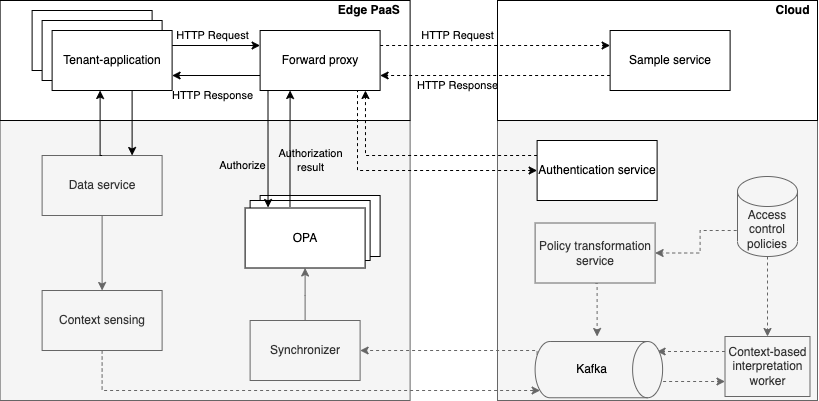 Edge PaaS
Cloud
Tenant-application
HTTP Request
Forward proxy
HTTP Request
Sample service
HTTP Response
HTTP Response
Authorize
Authorization
result
Authentication service
Data service
OPA
Access
control
policies
Policy transformation
service
Context sensing
Synchronizer
Kafka
Context-based
interpretation
worker